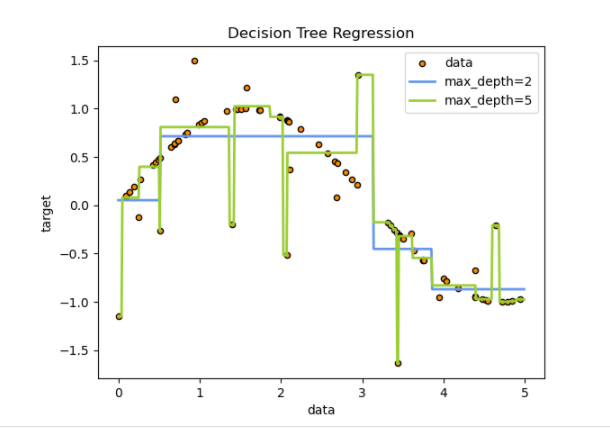 Decision Tree Regression
1.5
1.0
0.5
0.0
−0.5
−1.0
−1.5
target
data
max_depth=2
max_depth=5
0 1 2 3 4 5
data